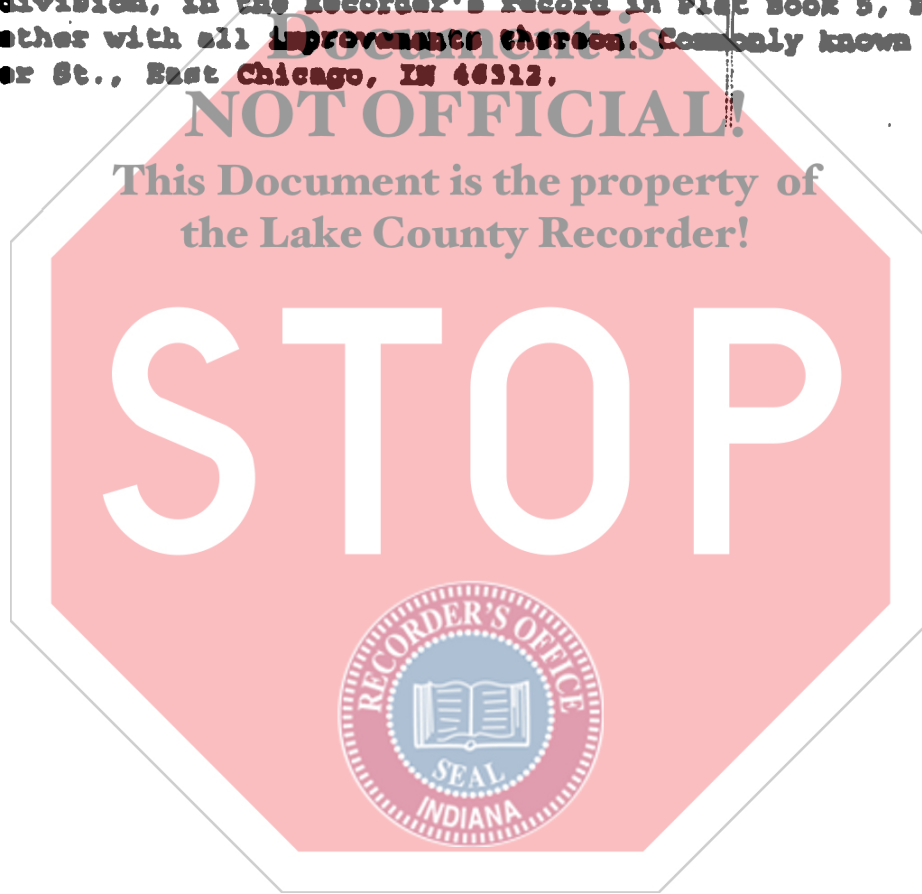 division, in the Recorder's record in Plat Book 5,
Document is
ether with all improvements thereon. Commonly known
er St., East Chicago, IN 46312.
NOT OFFICIAL!
This Document is the property of
the Lake County Recorder!
STOP
RECORDER'S OFFICE
SEAL
INDIANA